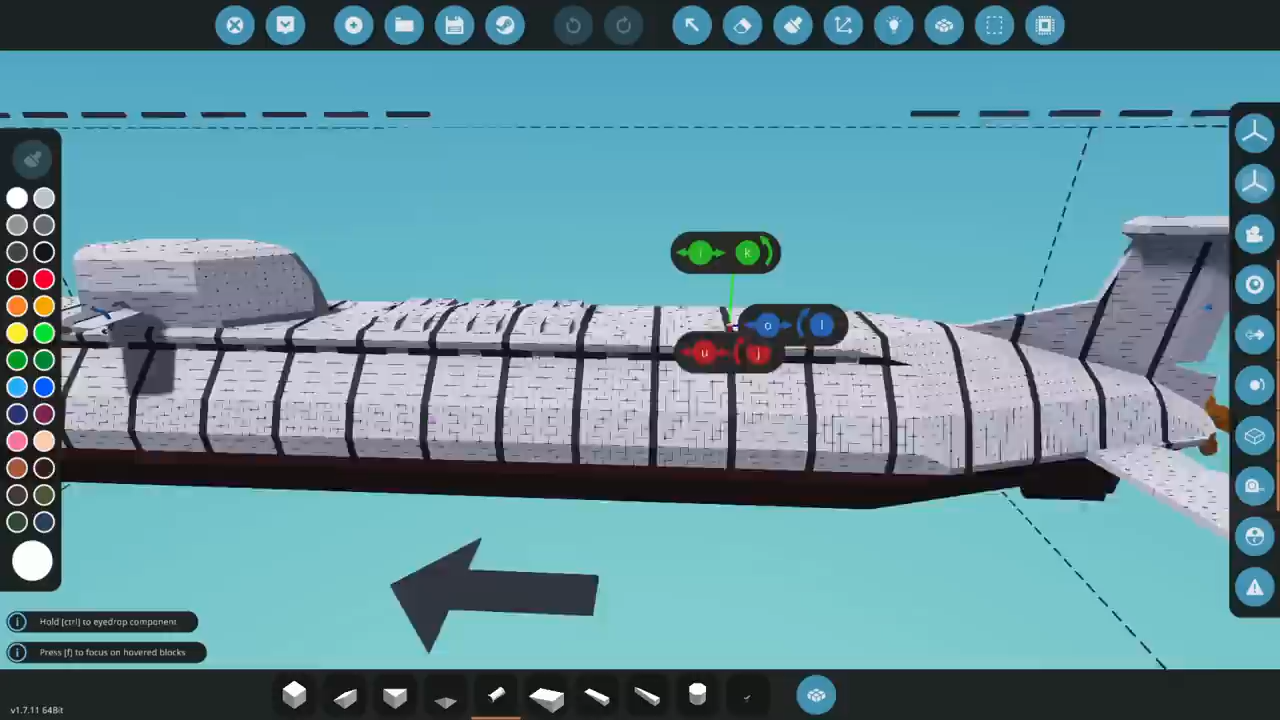 i k
o l
u j
Hold [ctrl] to eyedrop component
Press [f] to focus on hovered blocks
v1.7.11 64Bit